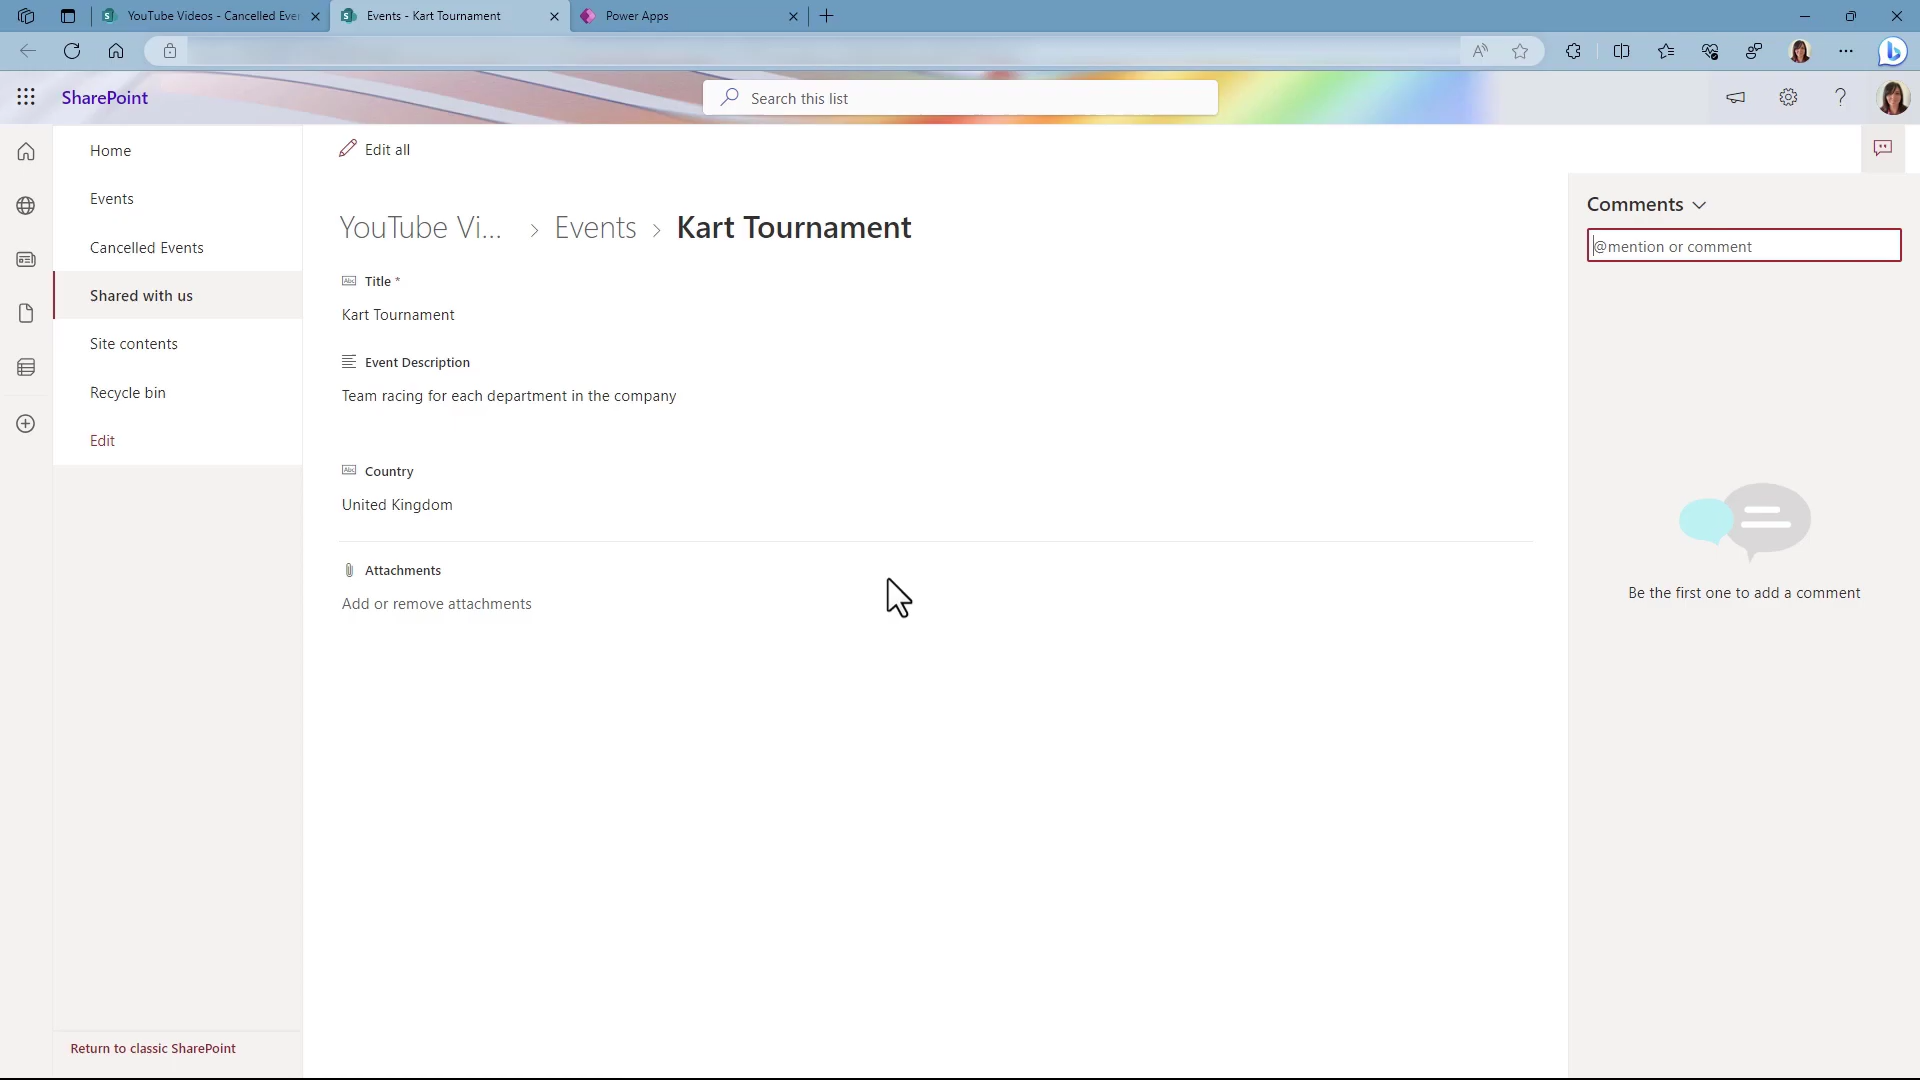 YouTube Videos - Cancelled Ever
Events - Kart Tournament
Power Apps
SharePoint
Search this list
Home
Events
Cancelled Events
Shared with us
Site contents
Recycle bin
Edit
Return to classic SharePoint
Edit all
YouTube Vi... > Events > Kart Tournament
Title *
Kart Tournament
Event Description
Team racing for each department in the company
Country
United Kingdom
Attachments
Add or remove attachments
Comments
@mention or comment
Be the first one to add a comment